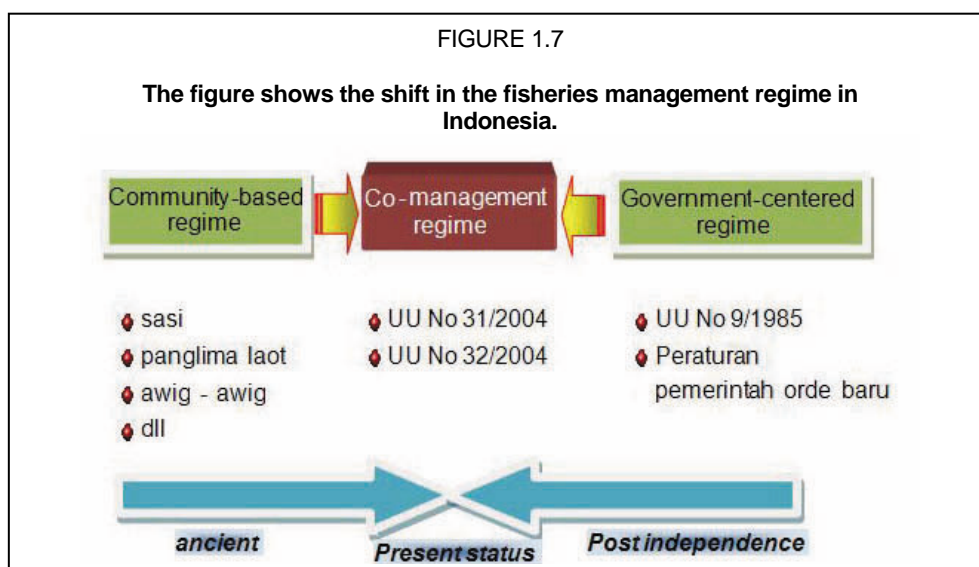 FIGURE 1.7
The figure shows the shift in the fisheries management regime in
Indonesia.
Community-based
regime
Co-management
regime
Government-centered
regime
sasi
panglima laot
awig - awig
dll
UU No 31/2004
UU No 32/2004
UU No 9/1985
Peraturan
pemerintah orde baru
ancient
Present status
Post independence